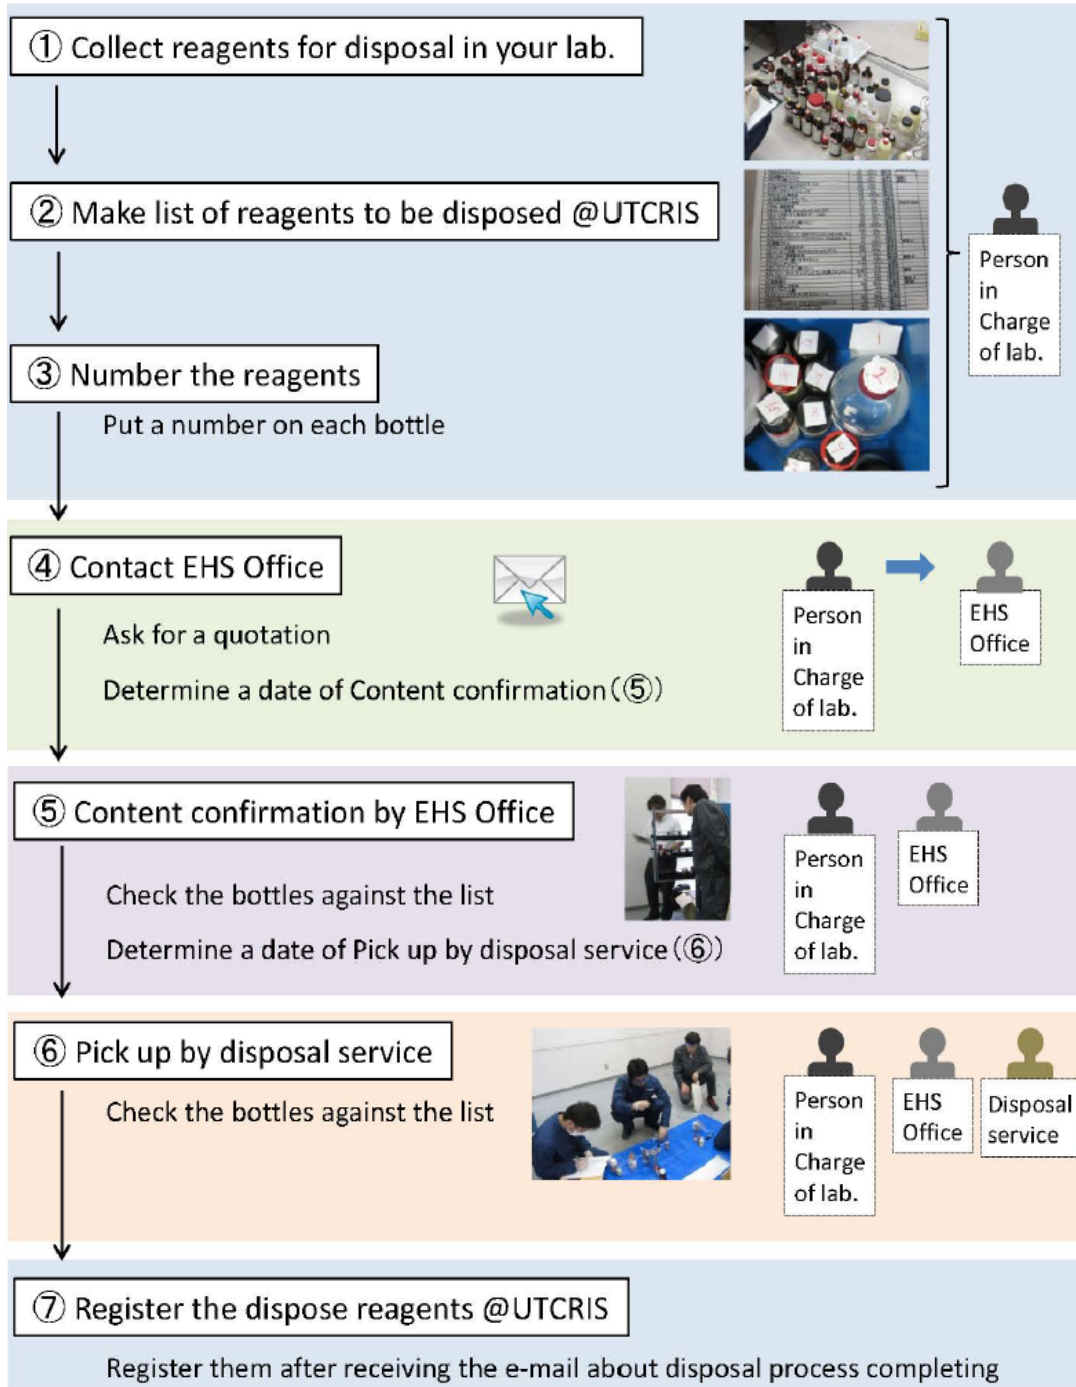 ① Collect reagents for disposal in your lab.
② Make list of reagents to be disposed @UTCRIS
③ Number the reagents
Put a number on each bottle
Person
in
Charge
of lab.
④ Contact EHS Office
Ask for a quotation
Determine a date of Content confirmation(⑤)
Person
in
Charge
of lab.
EHS
Office
⑤ Content confirmation by EHS Office
Check the bottles against the list
Determine a date of Pick up by disposal service(⑥)
Person
in
Charge
of lab.
EHS
Office
⑥ Pick up by disposal service
Check the bottles against the list
Person
in
Charge
of lab.
EHS
Office
Disposal
service
⑦ Register the dispose reagents @UTCRIS
Register them after receiving the e-mail about disposal process completing